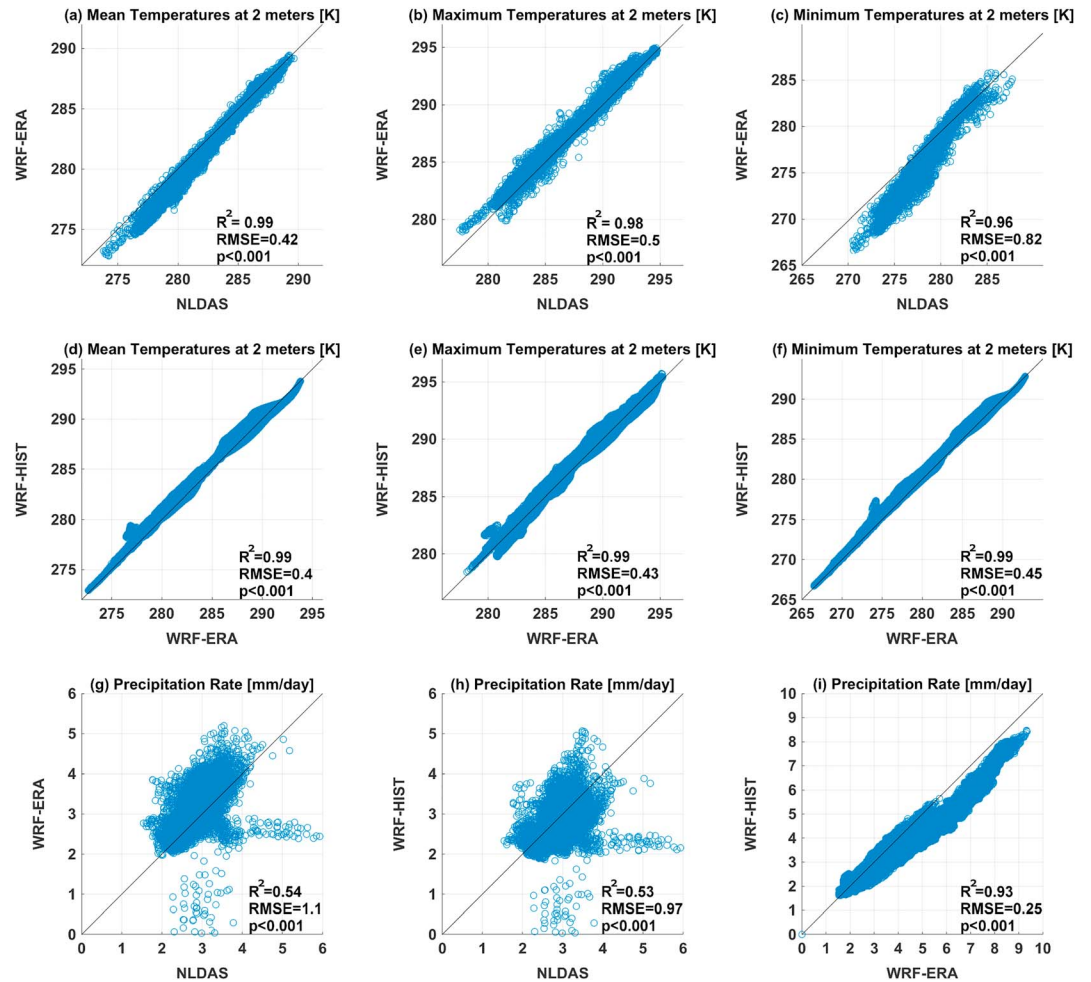 (a) Mean Temperatures at 2 meters [K]
290
285
280
275
WRF-ERA
R²= 0.99
RMSE=0.42
p<0.001
275 280 285 290
NLDAS
(b) Maximum Temperatures at 2 meters [K]
295
290
285
280
WRF-ERA
R²= 0.98
RMSE=0.5
p<0.001
280 285 290 295
NLDAS
(c) Minimum Temperatures at 2 meters [K]
290
285
280
275
270
265
WRF-ERA
R²=0.96
RMSE=0.82
p<0.001
265 270 275 280 285
NLDAS
(d) Mean Temperatures at 2 meters [K]
295
290
285
280
275
WRF-HIST
R²=0.99
RMSE=0.4
p<0.001
275 280 285 290 295
WRF-ERA
(e) Maximum Temperatures at 2 meters [K]
295
290
285
280
WRF-HIST
R²=0.99
RMSE=0.43
p<0.001
280 285 290 295
WRF-ERA
(f) Minimum Temperatures at 2 meters [K]
290
285
280
275
270
265
WRF-HIST
R²=0.99
RMSE=0.45
p<0.001
265 270 275 280 285 290
WRF-ERA
(g) Precipitation Rate [mm/day]
6
5
4
3
2
1
0
WRF-ERA
R²=0.54
RMSE=1.1
p<0.001
0 1 2 3 4 5 6
NLDAS
(h) Precipitation Rate [mm/day]
6
5
4
3
2
1
0
WRF-HIST
R²=0.53
RMSE=0.97
p<0.001
0 1 2 3 4 5 6
NLDAS
(i) Precipitation Rate [mm/day]
10
9
8
7
6
5
4
3
2
1
0
WRF-HIST
R²=0.93
RMSE=0.25
p<0.001
0 1 2 3 4 5 6 7 8 9 10
WRF-ERA